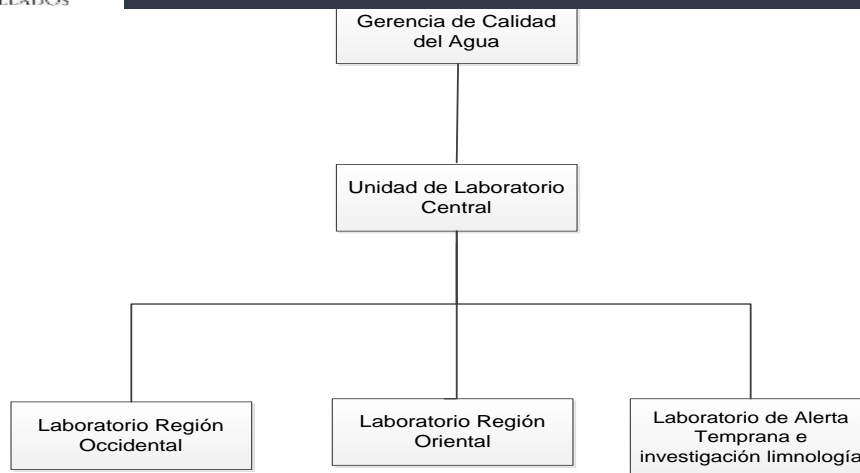 Gerencia de Calidad
del Agua
Unidad de Laboratorio
Central
Laboratorio Región
Occidental
Laboratorio Región
Oriental
Laboratorio de Alerta
Temprana e
investigación limnología